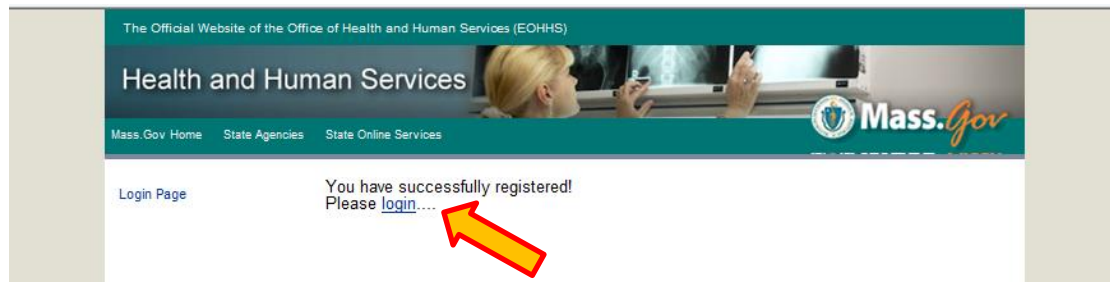 The Official Website of the Office of Health and Human Services (EOHHS)
Health and Human Services
Mass.Gov
Mass.Gov Home State Agencies State Online Services
Login Page
You have successfully registered!
Please login....